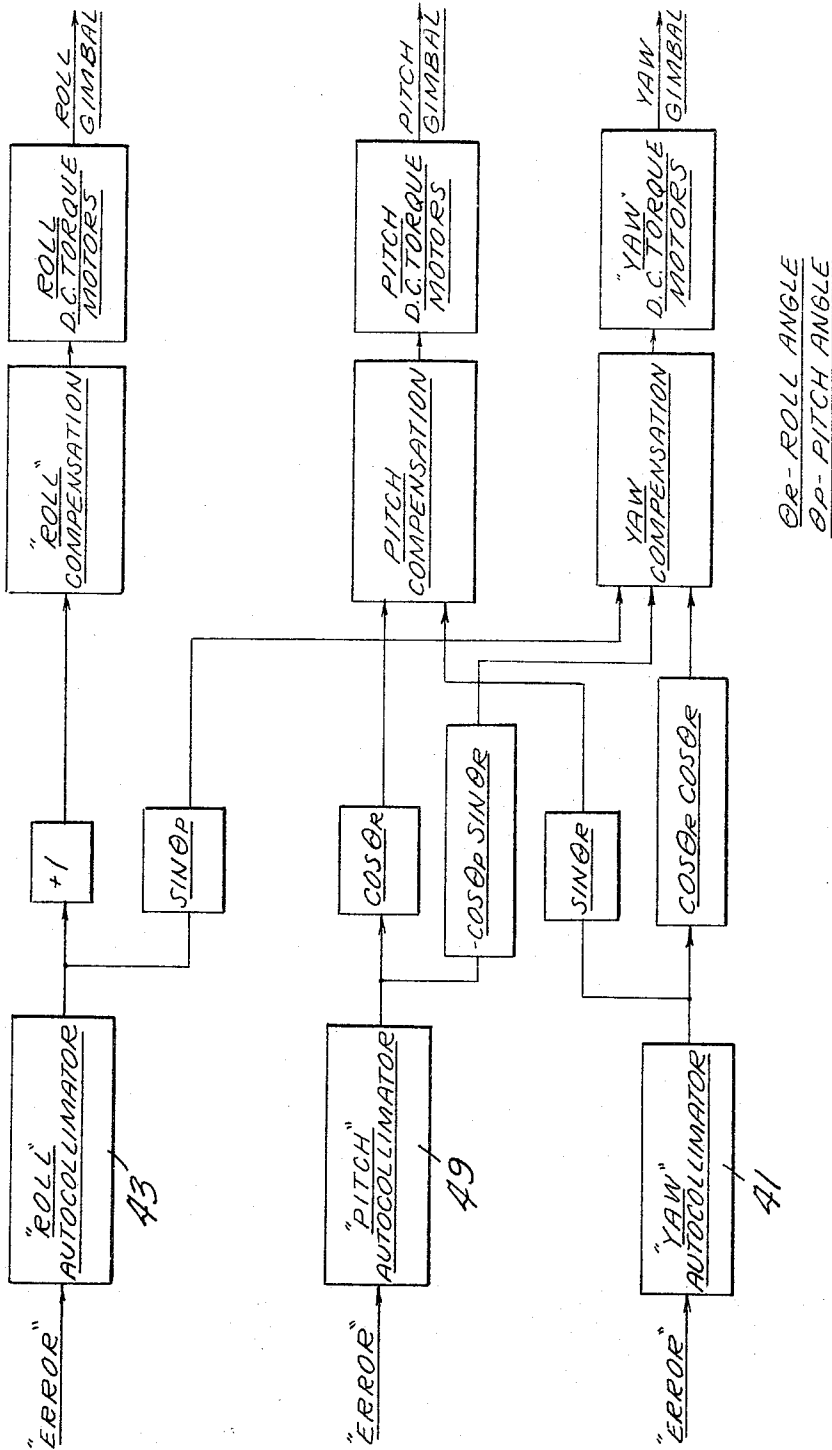 "ERROR"
"ROLL"
AUTOCOLLIMATOR
43
+1
SINθP
"ROLL"
COMPENSATION
ROLL
D.C. TORQUE
MOTORS
ROLL
GIMBAL
"ERROR"
"PITCH"
AUTOCOLLIMATOR
49
COSθR
-COSθP SINθR
PITCH
COMPENSATION
PITCH
D.C. TORQUE
MOTORS
PITCH
GIMBAL
"ERROR"
"YAW"
AUTOCOLLIMATOR
41
SINθR
COSθR COSθR
YAW
COMPENSATION
"YAW"
D.C. TORQUE
MOTORS
YAW
GIMBAL
θR - ROLL ANGLE
θP - PITCH ANGLE